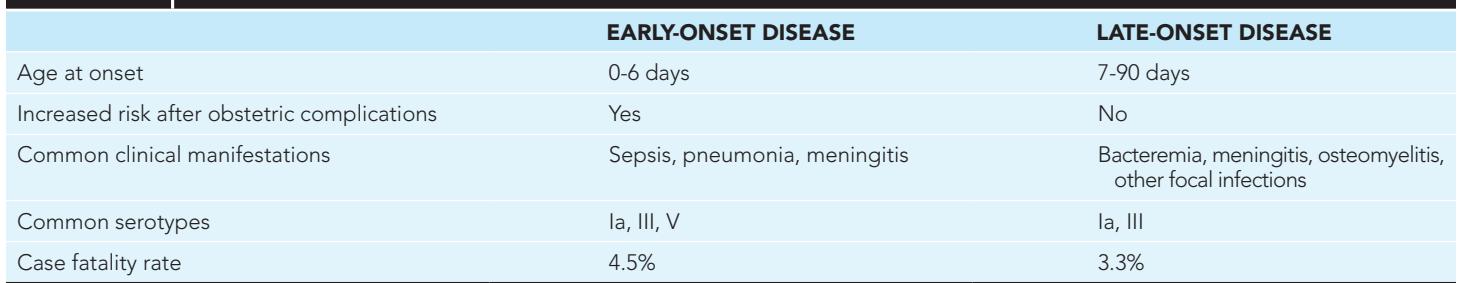 EARLY-ONSET DISEASE LATE-ONSET DISEASE
Age at onset 0-6 days 7-90 days
Increased risk after obstetric complications Yes No
Common clinical manifestations Sepsis, pneumonia, meningitis Bacteremia, meningitis, osteomyelitis,
other focal infections
Common serotypes Ia, III, V Ia, III
Case fatality rate 4.5% 3.3%